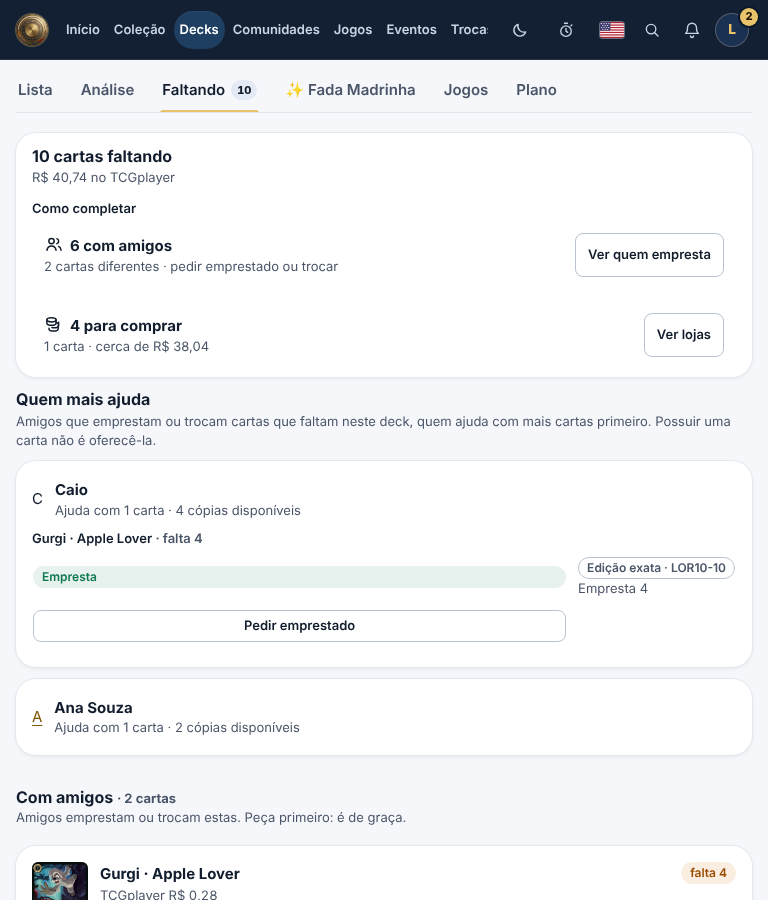 Início Coleção Decks Comunidades Jogos Eventos Troca L 2
Lista Análise Faltando 10 ✨ Fada Madrinha Jogos Plano
10 cartas faltando
R$ 40,74 no TCGplayer
Como completar
6 com amigos
2 cartas diferentes · pedir emprestado ou trocar
Ver quem empresta
4 para comprar
1 carta · cerca de R$ 38,04
Ver lojas
Quem mais ajuda
Amigos que emprestam ou trocam cartas que faltam neste deck, quem ajuda com mais cartas primeiro. Possuir uma
carta não é oferecê-la.
C
Caio
Ajuda com 1 carta · 4 cópias disponíveis
Gurgi · Apple Lover · falta 4
Empresta
Edição exata · LOR10-10
Empresta 4
Pedir emprestado
A
Ana Souza
Ajuda com 1 carta · 2 cópias disponíveis
Com amigos · 2 cartas
Amigos emprestam ou trocam estas. Peça primeiro: é de graça.
Gurgi · Apple Lover
falta 4
TCGplayer R$ 0,28